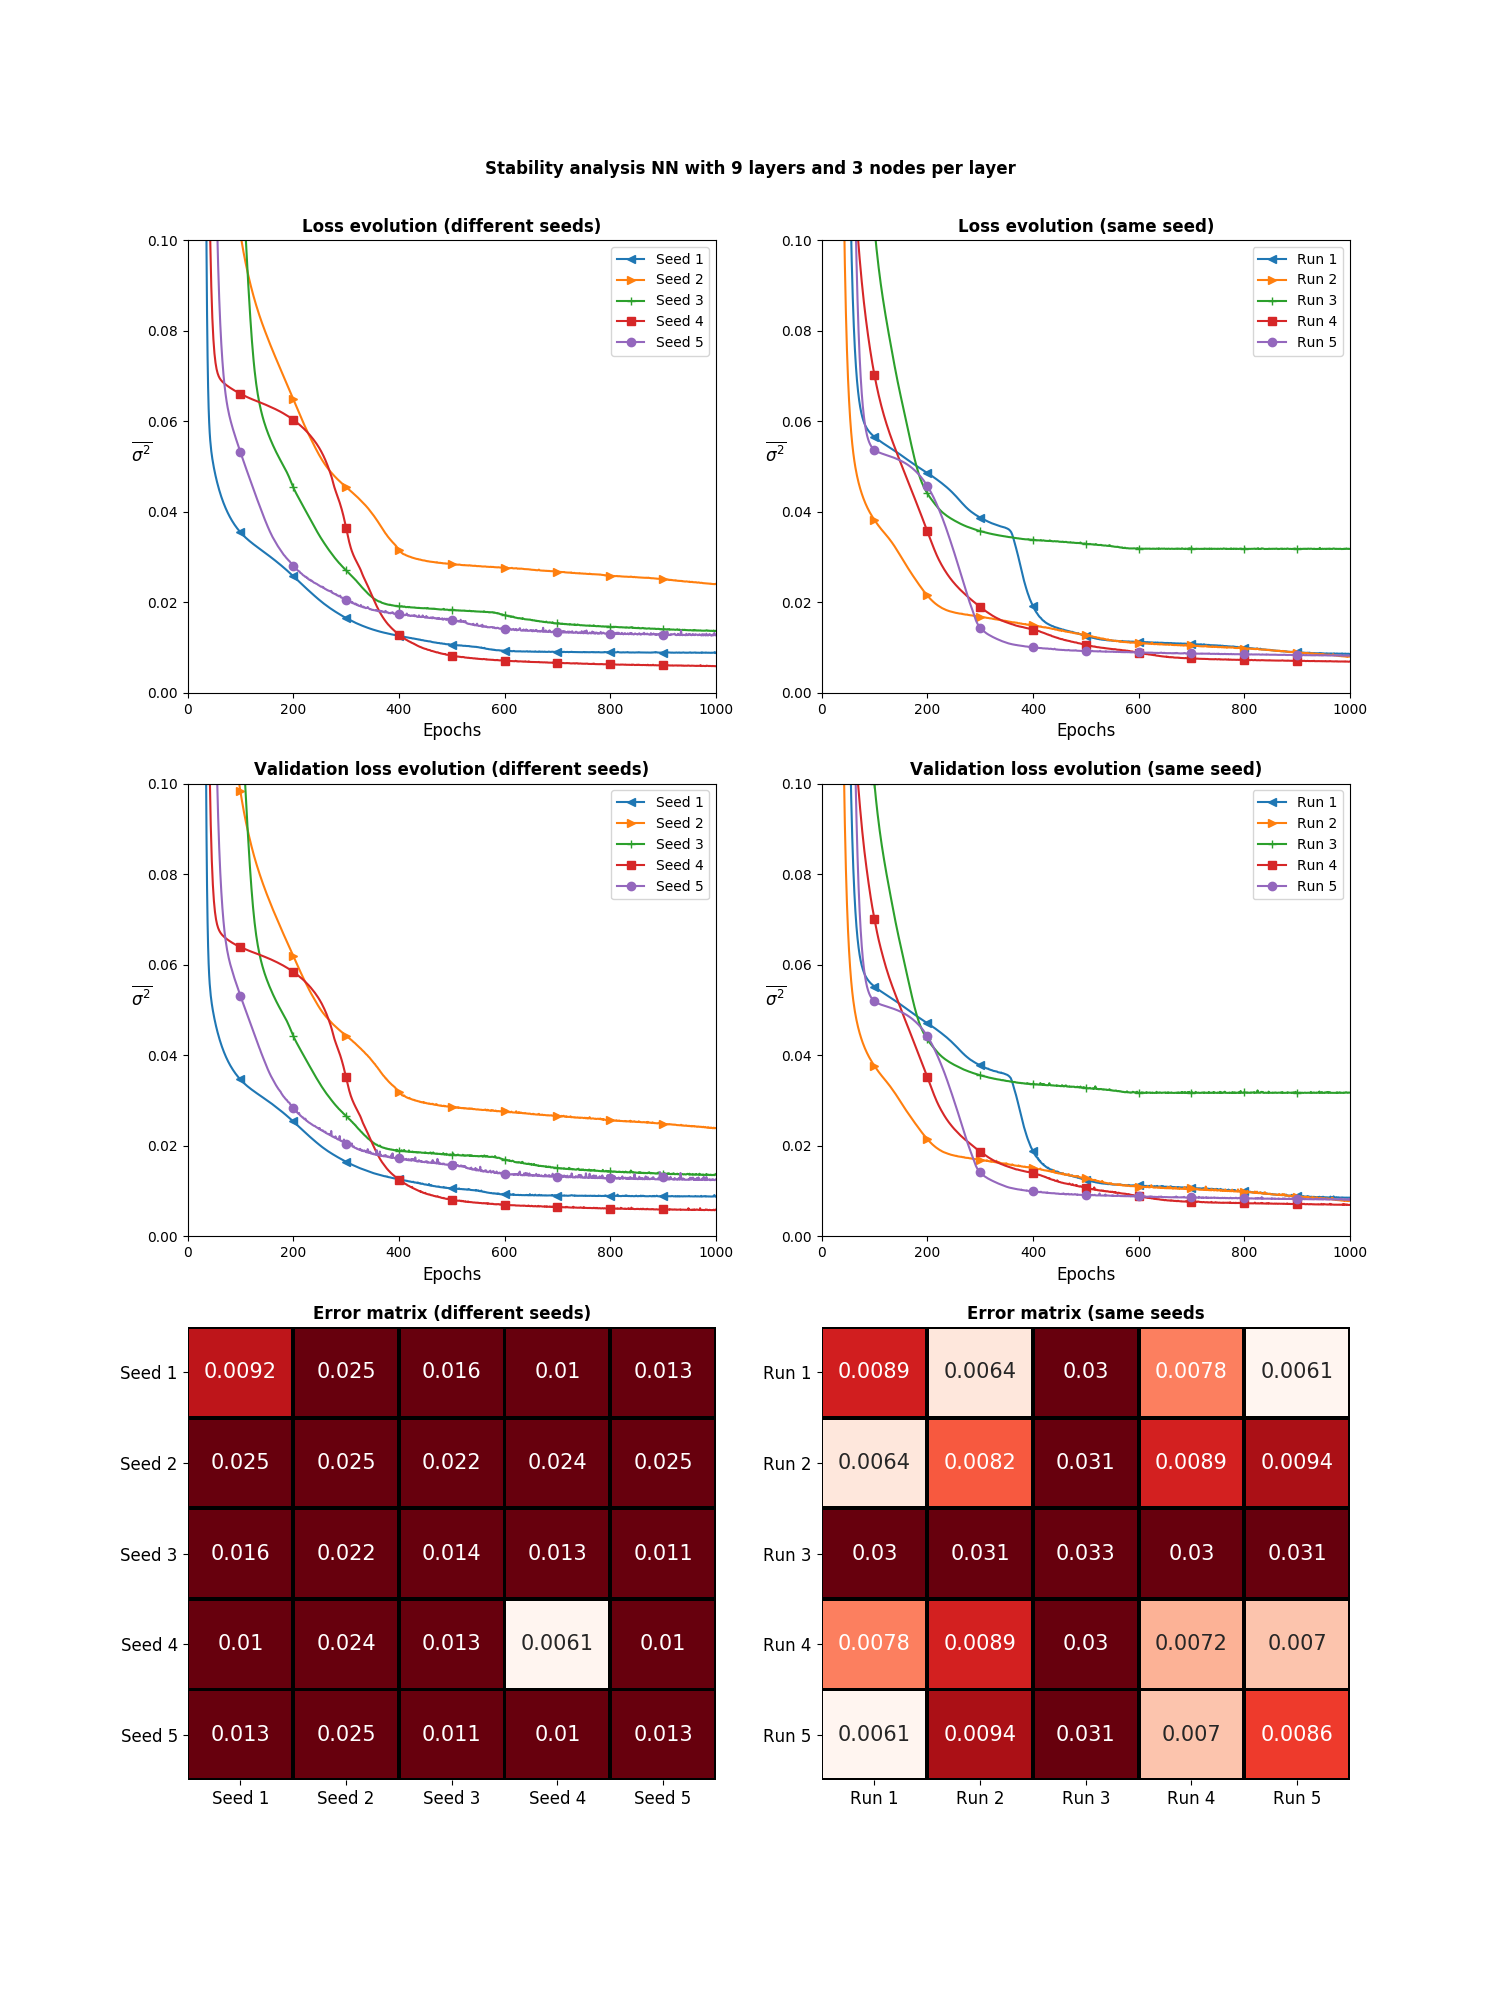 Stability analysis NN with 9 layers and 3 nodes per layer
Loss evolution (different seeds)
0.10
0.08
0.06
0.04
0.02
0.00
σ²
0 200 400 600 800 1000
Epochs
Seed 1
Seed 2
Seed 3
Seed 4
Seed 5
Loss evolution (same seed)
0.10
0.08
0.06
0.04
0.02
0.00
σ²
0 200 400 600 800 1000
Epochs
Run 1
Run 2
Run 3
Run 4
Run 5
Validation loss evolution (different seeds)
0.10
0.08
0.06
0.04
0.02
0.00
σ²
0 200 400 600 800 1000
Epochs
Seed 1
Seed 2
Seed 3
Seed 4
Seed 5
Validation loss evolution (same seed)
0.10
0.08
0.06
0.04
0.02
0.00
σ²
0 200 400 600 800 1000
Epochs
Run 1
Run 2
Run 3
Run 4
Run 5
Error matrix (different seeds)
Seed 1 0.0092 0.025 0.016 0.01 0.013
Seed 2 0.025 0.025 0.022 0.024 0.025
Seed 3 0.016 0.022 0.014 0.013 0.011
Seed 4 0.01 0.024 0.013 0.0061 0.01
Seed 5 0.013 0.025 0.011 0.01 0.013
Seed 1 Seed 2 Seed 3 Seed 4 Seed 5
Error matrix (same seeds
Run 1 0.0089 0.0064 0.03 0.0078 0.0061
Run 2 0.0064 0.0082 0.031 0.0089 0.0094
Run 3 0.03 0.031 0.033 0.03 0.031
Run 4 0.0078 0.0089 0.03 0.0072 0.007
Run 5 0.0061 0.0094 0.031 0.007 0.0086
Run 1 Run 2 Run 3 Run 4 Run 5